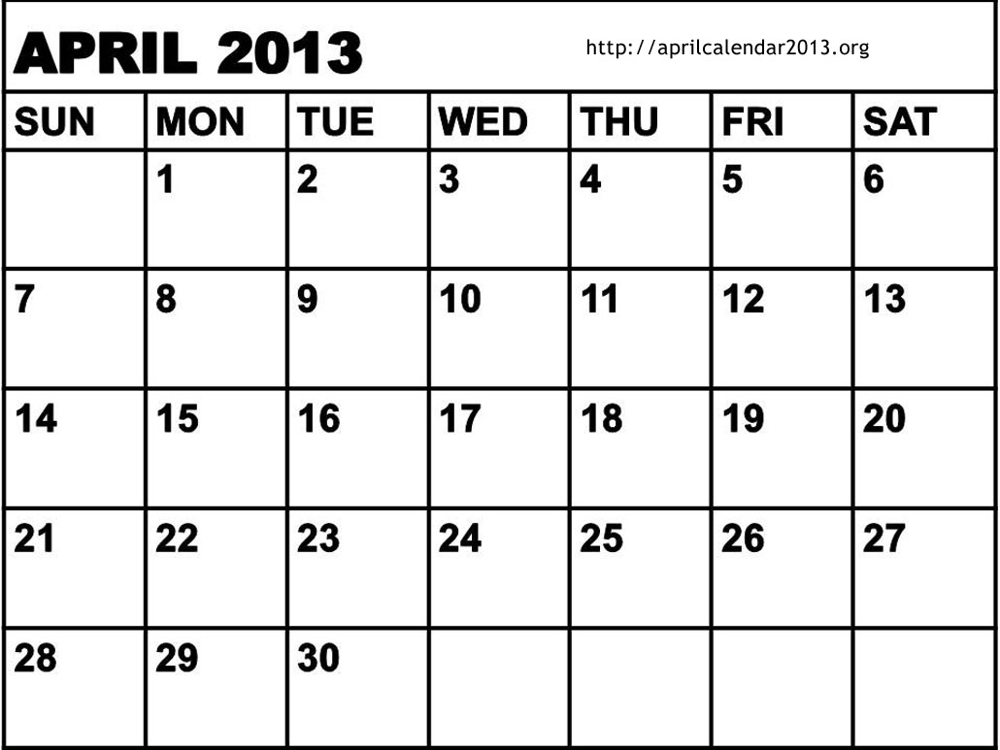 APRIL 2013 http://aprilcalendar2013.org
SUN MON TUE WED THU FRI SAT
1 2 3 4 5 6
7 8 9 10 11 12 13
14 15 16 17 18 19 20
21 22 23 24 25 26 27
28 29 30